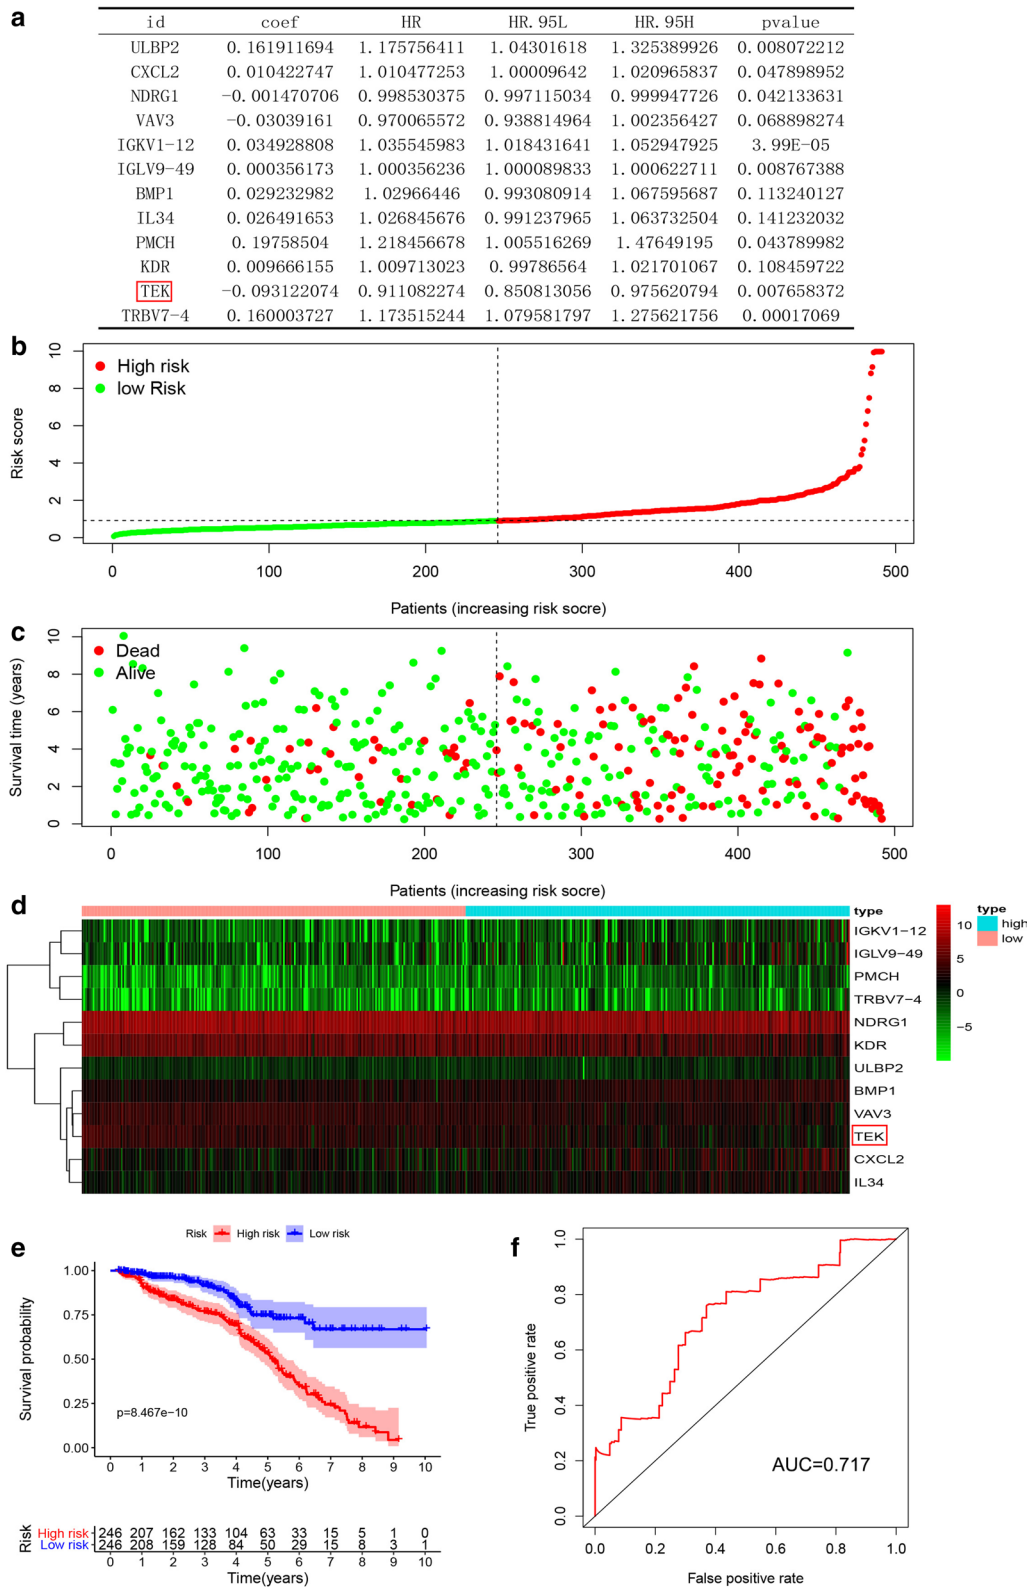 a
id coef HR HR.95L HR.95H pvalue
ULBP2 0.161911694 1.175756411 1.04301618 1.325389926 0.008072212
CXCL2 0.010422747 1.010477253 1.00009642 1.020965837 0.047898952
NDRG1 -0.001470706 0.998530375 0.997115034 0.999947726 0.042133631
VAV3 -0.03039161 0.970065572 0.938814964 1.002356427 0.068898274
IGKV1-12 0.034928808 1.035545983 1.018431641 1.052947925 3.99E-05
IGLV9-49 0.000356173 1.000356236 1.000089833 1.000622711 0.008767388
BMP1 0.029232982 1.02966446 0.993080914 1.067595687 0.113240127
IL34 0.026491653 1.026845676 0.991237965 1.063732504 0.141232032
PMCH 0.19758504 1.218456678 1.005516269 1.47649195 0.043789982
KDR 0.009666155 1.009713023 0.99786564 1.021701067 0.108459722
TEK -0.093122074 0.911082274 0.850813056 0.975620794 0.007658372
TRBV7-4 0.160003727 1.173515244 1.079581797 1.275621756 0.00017069
b
High risk
low Risk
Risk score
10
8
6
4
2
0
0 100 200 300 400 500
Patients (increasing risk socre)
c
Dead
Alive
Survival time (years)
10
8
6
4
2
0
0 100 200 300 400 500
Patients (increasing risk socre)
d
type
IGKV1-12
IGLV9-49
PMCH
TRBV7-4
NDRG1
KDR
ULBP2
BMP1
VAV3
TEK
CXCL2
IL34
10
5
0
-5
type
high
low
e
Risk High risk Low risk
Survival probability
1.00
0.75
0.50
0.25
0.00
p=8.467e-10
0 1 2 3 4 5 6 7 8 9 10
Time(years)
Risk
High risk 246 207 162 133 104 63 33 15 5 1 0
Low risk 246 208 159 128 84 50 29 15 8 3 1
0 1 2 3 4 5 6 7 8 9 10
Time(years)
f
True positive rate
1.0
0.8
0.6
0.4
0.2
0.0
AUC=0.717
0.0 0.2 0.4 0.6 0.8 1.0
False positive rate